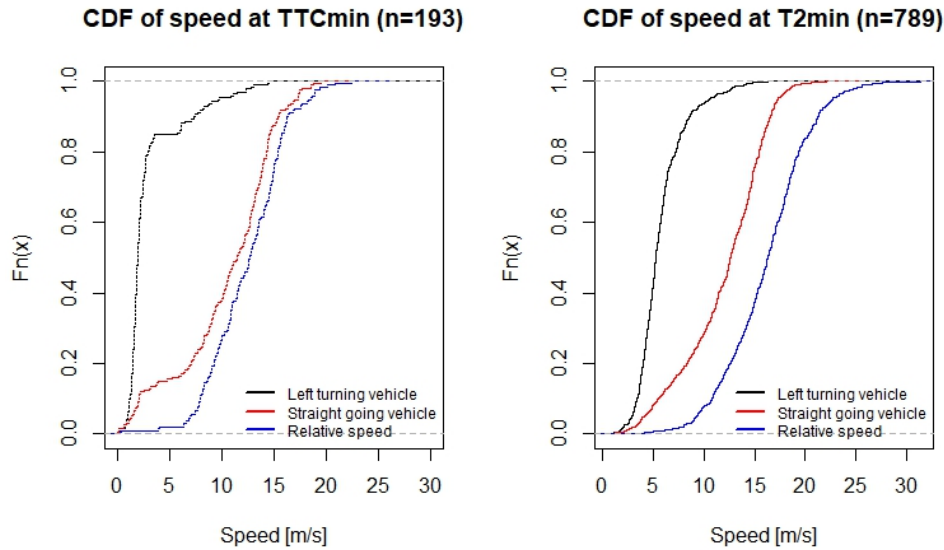 CDF of speed at TTCmin (n=193)
Fn(x)
1.0
0.8
0.6
0.4
0.2
0.0
Left turning vehicle
Straight going vehicle
Relative speed
0 5 10 15 20 25 30
Speed [m/s]
CDF of speed at T2min (n=789)
Fn(x)
1.0
0.8
0.6
0.4
0.2
0.0
Left turning vehicle
Straight going vehicle
Relative speed
0 5 10 15 20 25 30
Speed [m/s]